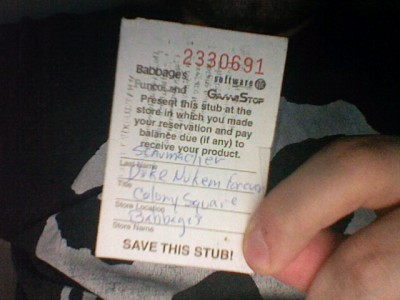 2330691
Babbage's software
FuncoLand GameStop
Present this stub at the
store in which you made
your reservation and pay
balance due (if any) to
receive your product.
Schumacher
Last Name
Duke Nukem Forever
Title
Colony Square
Store Location
Babbages
Store Name
SAVE THIS STUB!